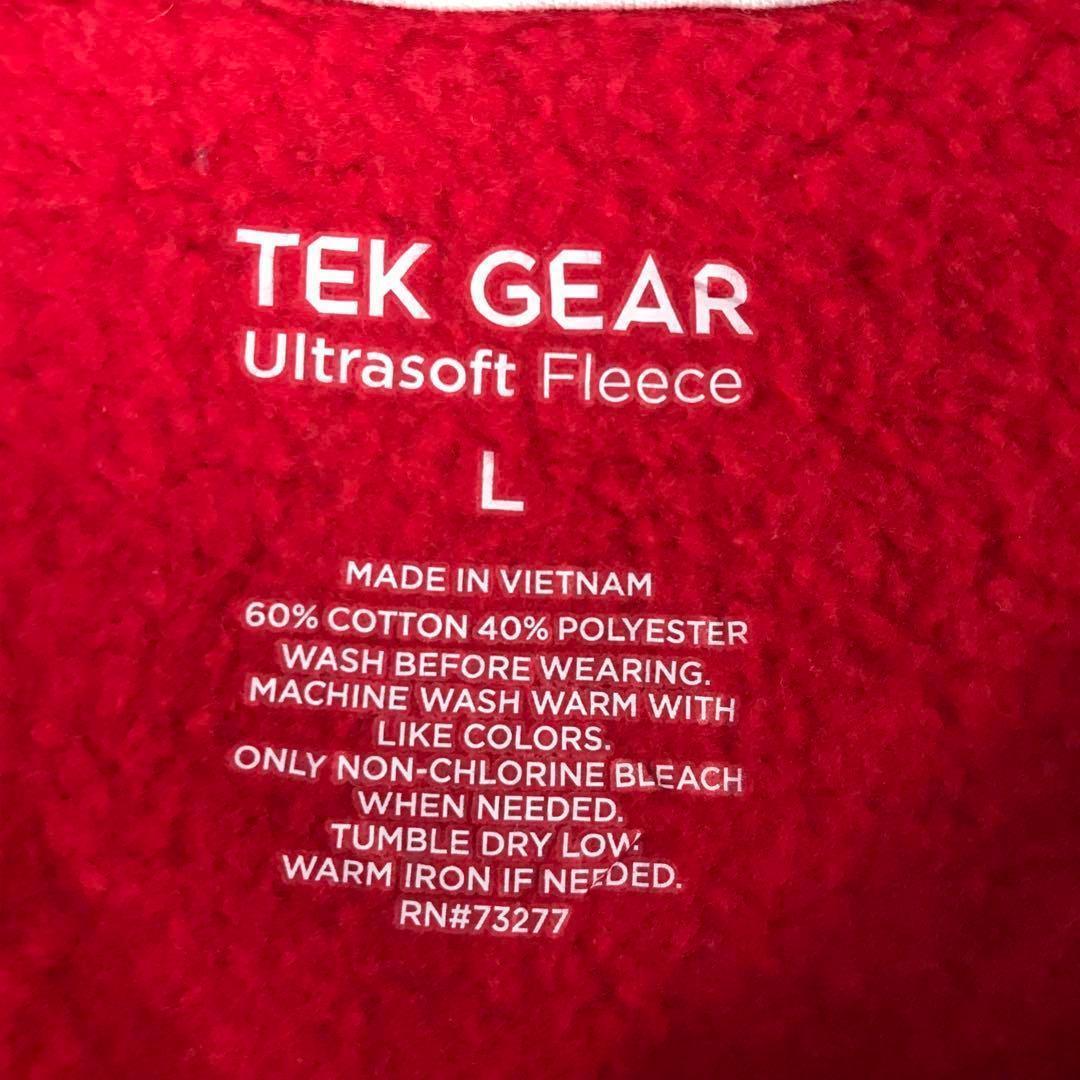 TEK GEAR
Ultrasoft Fleece
L
MADE IN VIETNAM
60% COTTON 40% POLYESTER
WASH BEFORE WEARING.
MACHINE WASH WARM WITH
LIKE COLORS.
ONLY NON-CHLORINE BLEACH
WHEN NEEDED.
TUMBLE DRY LOW.
WARM IRON IF NEEDED.
RN#73277